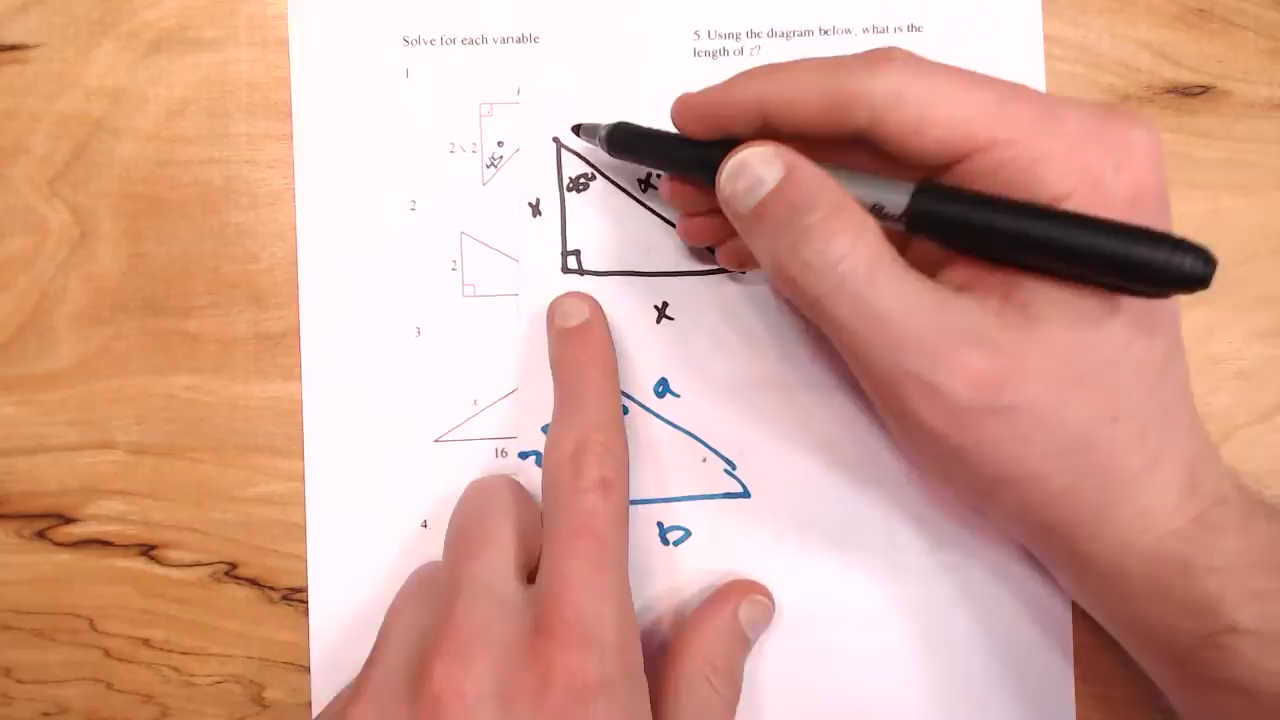 Solve for each variable
1
2√2
45°
2
2
3
x
16
4.
5. Using the diagram below, what is the
length of z?
45°
x
x
x
a
b